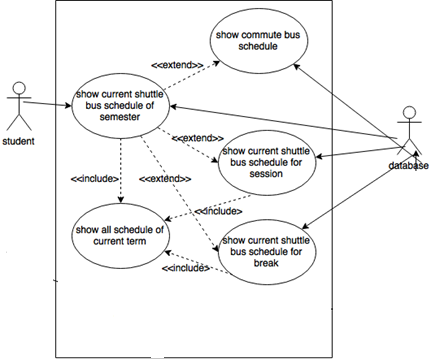 show commute bus
schedule
<<extend>>
show current shuttle
bus schedule of
semester
student
<<extend>>
show current shuttle
bus schedule for
session
database
<<include>
<<extend>>
<<include>
show all schedule of
current term
show current shuttle
bus schedule for
break
<<include>